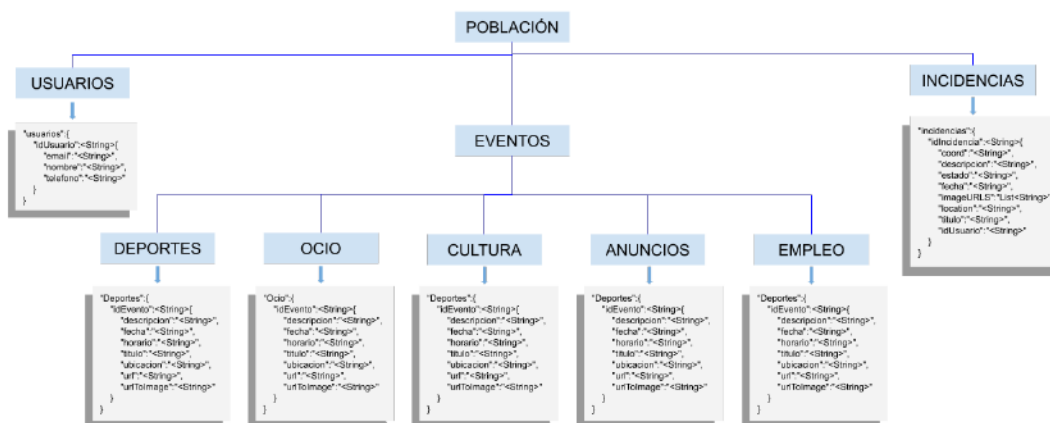 POBLACIÓN
USUARIOS
INCIDENCIAS
"usuarios":{
"idUsuario":<String>{
"email":"<String>",
"nombre":"<String>",
"telefono":"<String>"
}
}
EVENTOS
"incidencias":{
"idIncidencia":<String>{
"coord":"<String>",
"descripcion":"<String>",
"estado":"<String>",
"fecha":"<String>",
"imageURLS":"List<String>"
"location":"<String>",
"titulo":"<String>",
"idUsuario":"<String>"
}
}
DEPORTES
OCIO
CULTURA
ANUNCIOS
EMPLEO
"Deportes":{
"idEvento":<String>{
"descripcion":"<String>",
"fecha":"<String>",
"horario":"<String>",
"titulo":"<String>",
"ubicacion":"<String>",
"url":"<String>",
"urlToImage":"<String>"
}
}
"Ocio":{
"idEvento":<String>{
"descripcion":"<String>",
"fecha":"<String>",
"horario":"<String>",
"titulo":"<String>",
"ubicacion":"<String>",
"url":"<String>",
"urlToImage":"<String>"
}
}
"Deportes":{
"idEvento":<String>{
"descripcion":"<String>",
"fecha":"<String>",
"horario":"<String>",
"titulo":"<String>",
"ubicacion":"<String>",
"url":"<String>",
"urlToImage":"<String>"
}
}
"Deportes":{
"idEvento":<String>{
"descripcion":"<String>",
"fecha":"<String>",
"horario":"<String>",
"titulo":"<String>",
"ubicacion":"<String>",
"url":"<String>",
"urlToImage":"<String>"
}
}
"Deportes":{
"idEvento":<String>{
"descripcion":"<String>",
"fecha":"<String>",
"horario":"<String>",
"titulo":"<String>",
"ubicacion":"<String>",
"url":"<String>",
"urlToImage":"<String>"
}
}